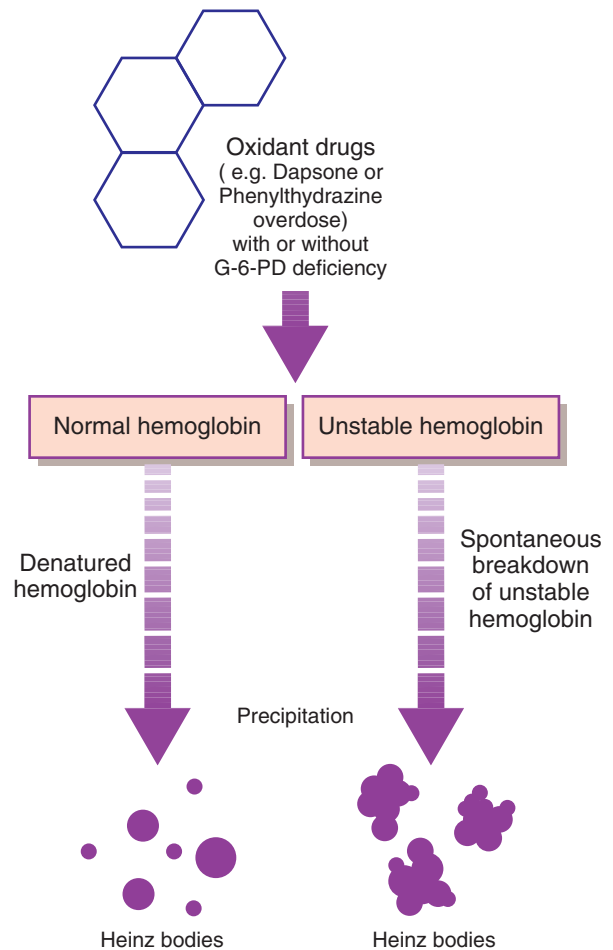 Oxidant drugs
( e.g. Dapsone or
Phenylthydrazine
overdose)
with or without
G-6-PD deficiency
Normal hemoglobin
Unstable hemoglobin
Denatured
hemoglobin
Spontaneous
breakdown
of unstable
hemoglobin
Precipitation
Heinz bodies
Heinz bodies